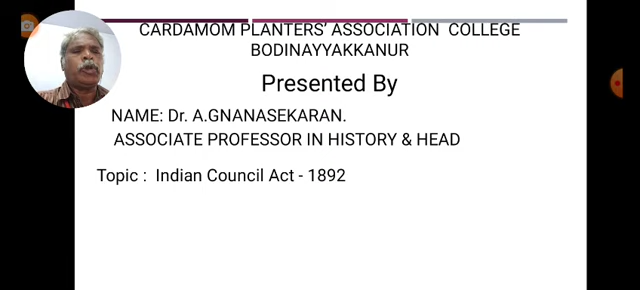 CARDAMOM PLANTERS’ ASSOCIATION COLLEGE
BODINAYYAKKANUR
Presented By
NAME: Dr. A.GNANASEKARAN.
ASSOCIATE PROFESSOR IN HISTORY & HEAD
Topic : Indian Council Act - 1892